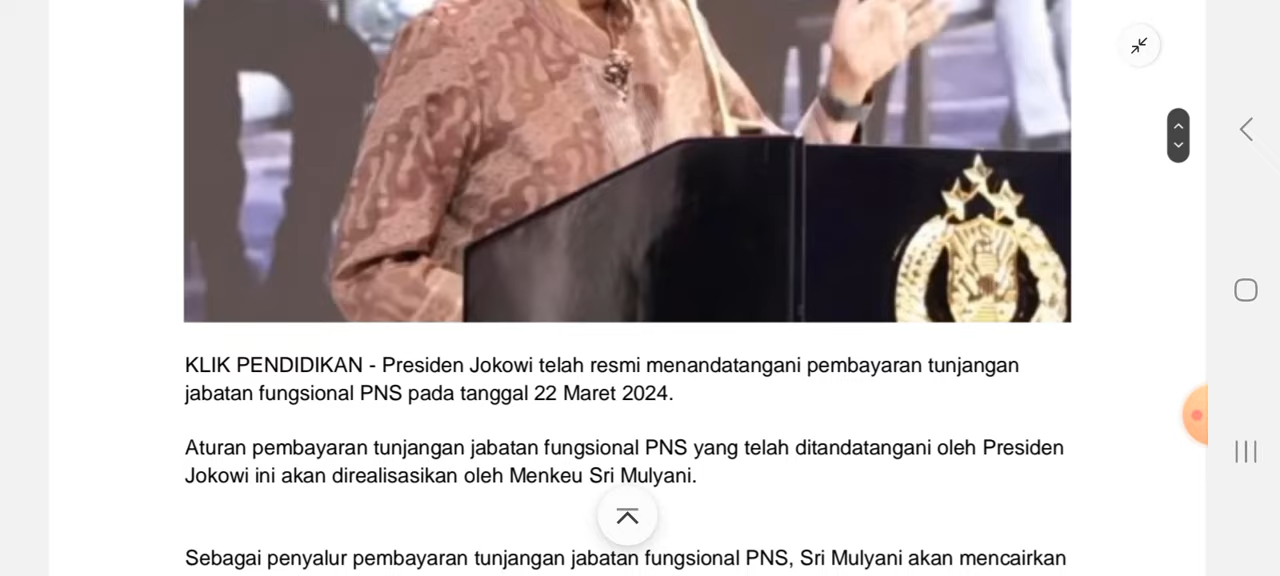 KLIK PENDIDIKAN - Presiden Jokowi telah resmi menandatangani pembayaran tunjangan
jabatan fungsional PNS pada tanggal 22 Maret 2024.
Aturan pembayaran tunjangan jabatan fungsional PNS yang telah ditandatangani oleh Presiden
Jokowi ini akan direalisasikan oleh Menkeu Sri Mulyani.
Sebagai penyalur pembayaran tunjangan jabatan fungsional PNS, Sri Mulyani akan mencairkan